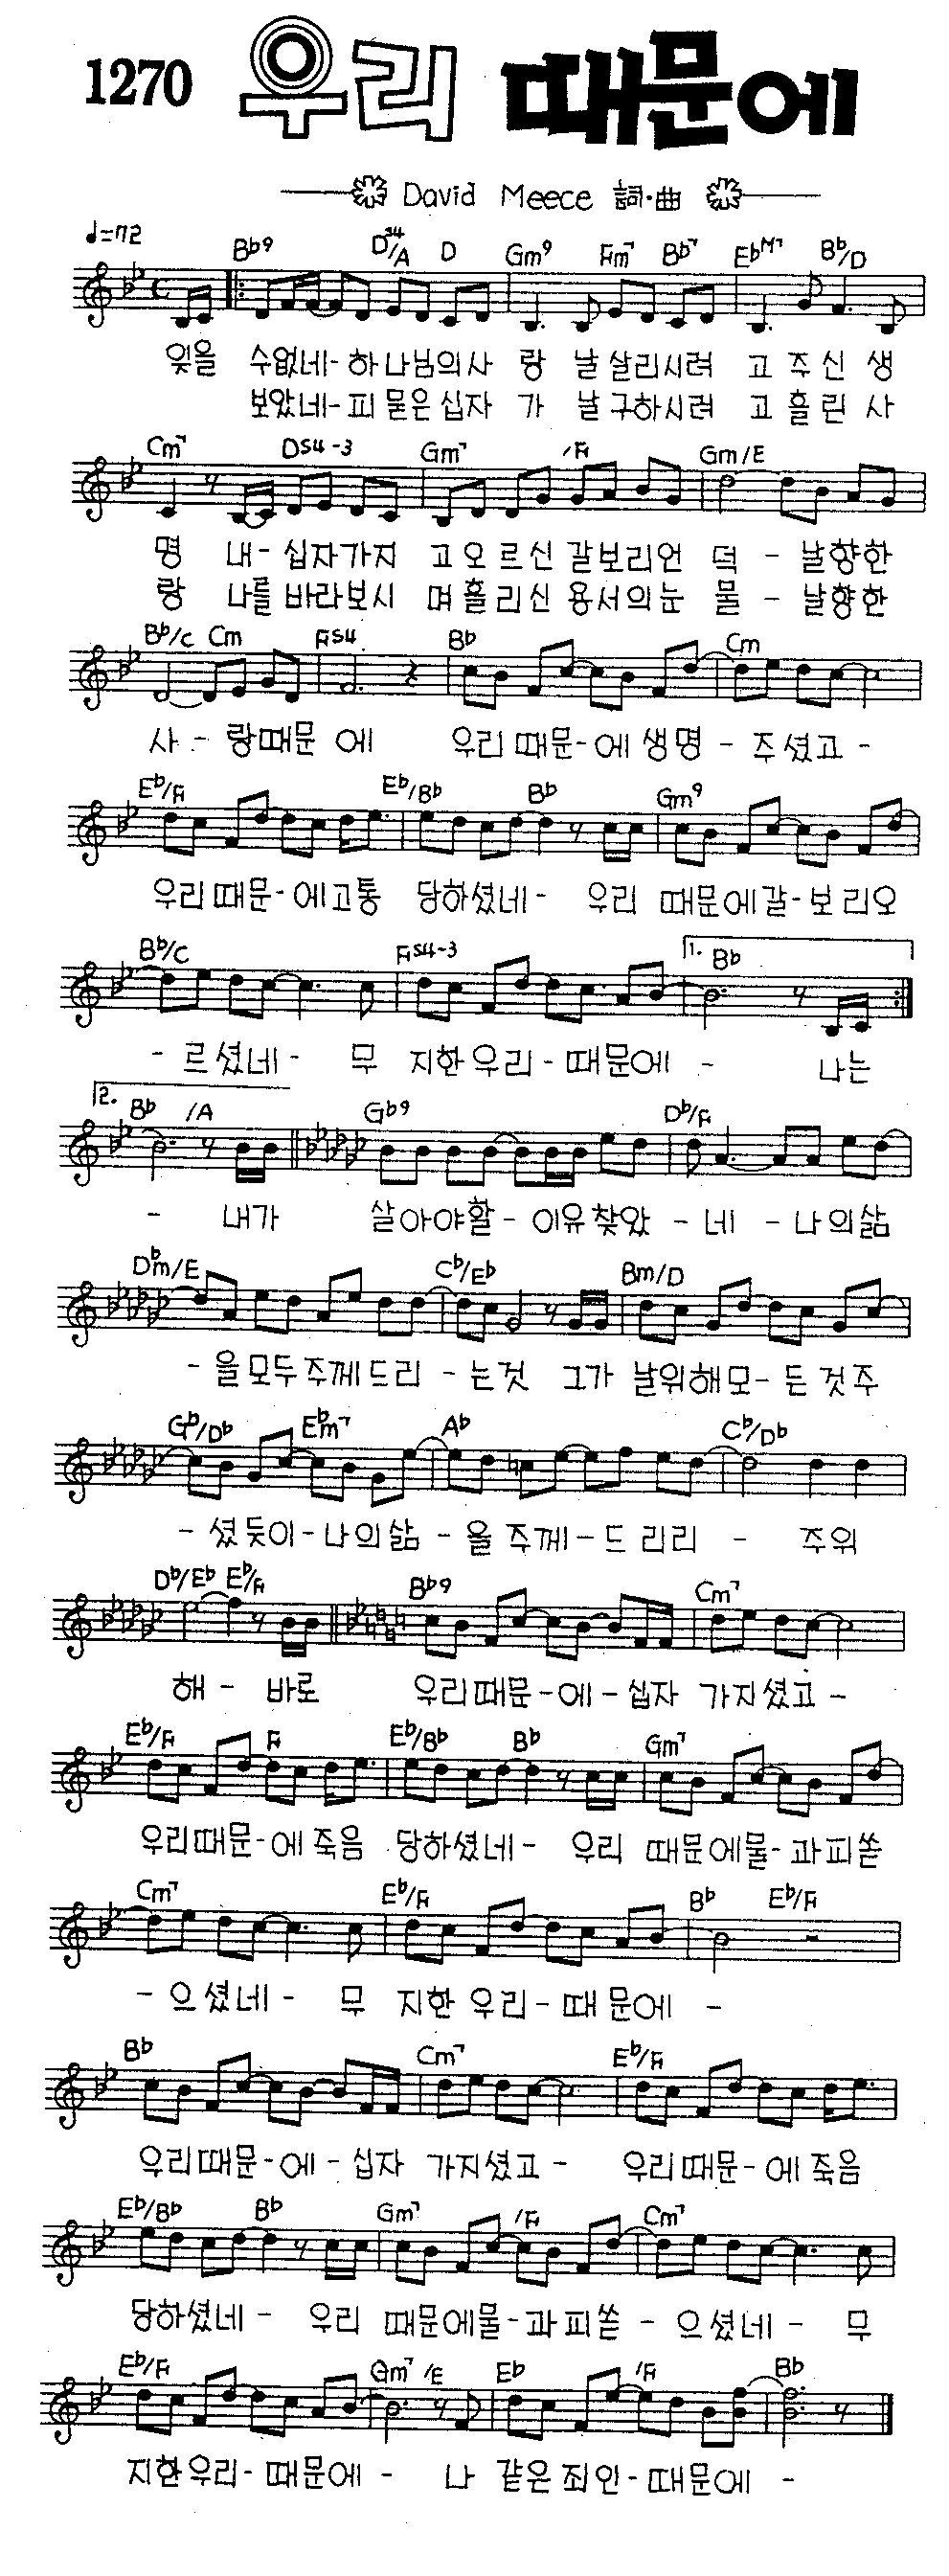 1270 우리 때문에
David Meece 詞·曲
♩=72
Bb9 Ds4/A D Gm9 Fm7 Bb7 EbM7 Bb/D
잊을 수없네-하나님의사 랑 날살리시려 고 주 신 생
보았네-피 묻은십자 가 날구하시려 고 흘 린 사
Cm7 Ds4-3 Gm7 /F Gm/E
명 내-십자가지 고오르신갈보리언 덕 - 날향한
랑 나를바라보시 며흘리신용서의눈 물 - 날향한
Bb/C Cm Fs4 Bb Cm
사 - 랑때문 에 우리때문-에생명 - 주셨고 -
Eb/F Eb/Bb Bb Gm9
우리때문-에고통 당하셨네- 우리 때문에갈-보리오
Bb/C Fs4-3 1. Bb
- 르셨네- 무 지한우리-때문에 - 나는
2. Bb /A Gb9 Db/F
- 내가 살아야할-이유찾았 - 네 - 나의삶
Dbm/E Cb/Eb Bm/D
-을모두주께드리 - 는것 그가 날위해모-든것주
Gb/Db Ebm7 Ab Cb/Db
- 셨듯이-나의삶 - 을주께-드리리 - 주위
Db/Eb Eb/F Bb9 Cm7
해 - 바로 우리때문-에-십자 가지셨고 -
Eb/F F Eb/Bb Bb Gm7
우리때문-에죽음 당하셨네- 우리 때문에물-과피쏟
Cm7 Eb/F Bb Eb/F
- 으셨네- 무 지한우리-때문에 -
Bb Cm7 Eb/F
우리때문-에-십자 가지셨고 - 우리때문-에죽음
Eb/Bb Bb Gm7 /F Cm7
당하셨네 - 우리 때문에물-과피쏟 - 으셨네- 무
Eb/F Gm7 /E Eb /F Bb
지한우리-때문에 - 나 같은죄인-때문에 -